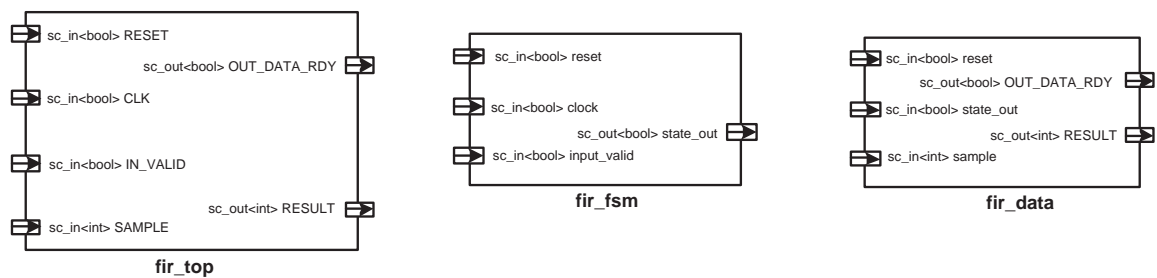 sc_in<bool> RESET
sc_out<bool> OUT_DATA_RDY
sc_in<bool> CLK
sc_in<bool> IN_VALID
sc_out<int> RESULT
sc_in<int> SAMPLE
fir_top
sc_in<bool> reset
sc_in<bool> clock
sc_out<bool> state_out
sc_in<bool> input_valid
fir_fsm
sc_in<bool> reset
sc_out<bool> OUT_DATA_RDY
sc_in<bool> state_out
sc_out<int> RESULT
sc_in<int> sample
fir_data